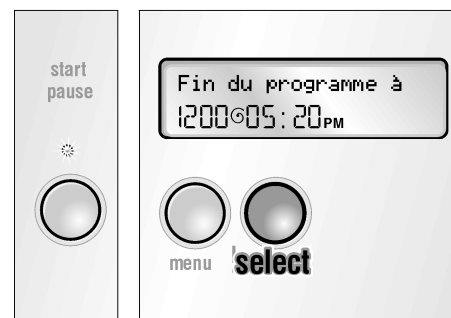 start
pause
Fin du programme à
1200 05:20PM
menu select